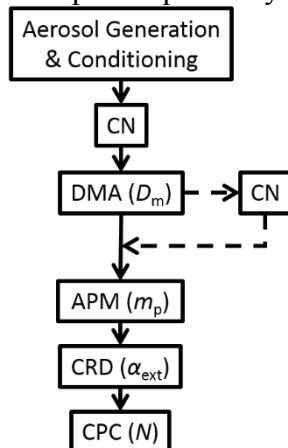 Aerosol Generation
& Conditioning
CN
DMA (Dm)
CN
APM (mp)
CRD (αext)
CPC (N)